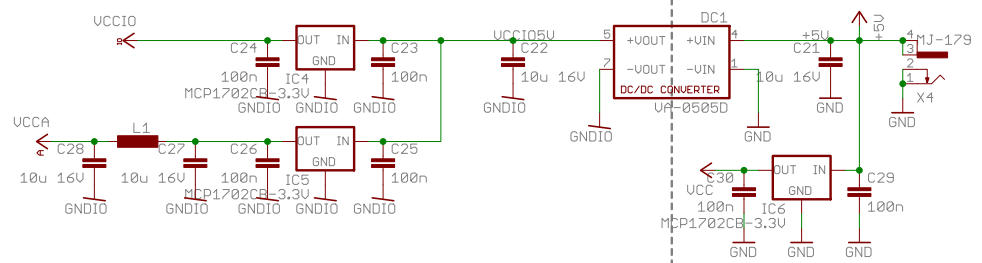 VCCIO
IO
C24
100n
GNDIO
OUT
IN
GND
IC4
MCP1702CB-3.3V
C23
100n
GNDIO
VCCIO5V
C22
10u 16V
GNDIO
DC1
5
+VOUT
+VIN
4
7
-VOUT
-VIN
1
DC/DC CONVERTER
VA-0505D
GNDIO
GND
+5V
C21
10u 16V
GND
+5V
4
MJ-179
3
2
1
X4
GND
VCCA
A
C28
10u 16V
GNDIO
L1
C27
10u 16V
GNDIO
C26
100n
GNDIO
OUT
IN
GND
IC5
MCP1702CB-3.3V
C25
100n
GNDIO
VCC
C30
100n
GND
OUT
IN
GND
IC6
MCP1702CB-3.3V
GND
C29
100n
GND